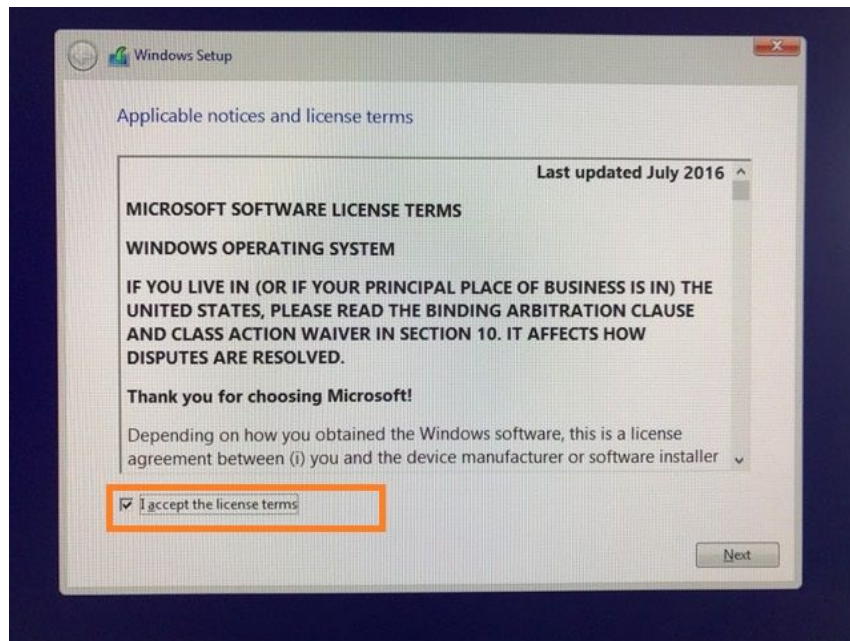 Windows Setup
Applicable notices and license terms
Last updated July 2016
MICROSOFT SOFTWARE LICENSE TERMS
WINDOWS OPERATING SYSTEM
IF YOU LIVE IN (OR IF YOUR PRINCIPAL PLACE OF BUSINESS IS IN) THE
UNITED STATES, PLEASE READ THE BINDING ARBITRATION CLAUSE
AND CLASS ACTION WAIVER IN SECTION 10. IT AFFECTS HOW
DISPUTES ARE RESOLVED.
Thank you for choosing Microsoft!
Depending on how you obtained the Windows software, this is a license
agreement between (i) you and the device manufacturer or software installer
I accept the license terms
Next